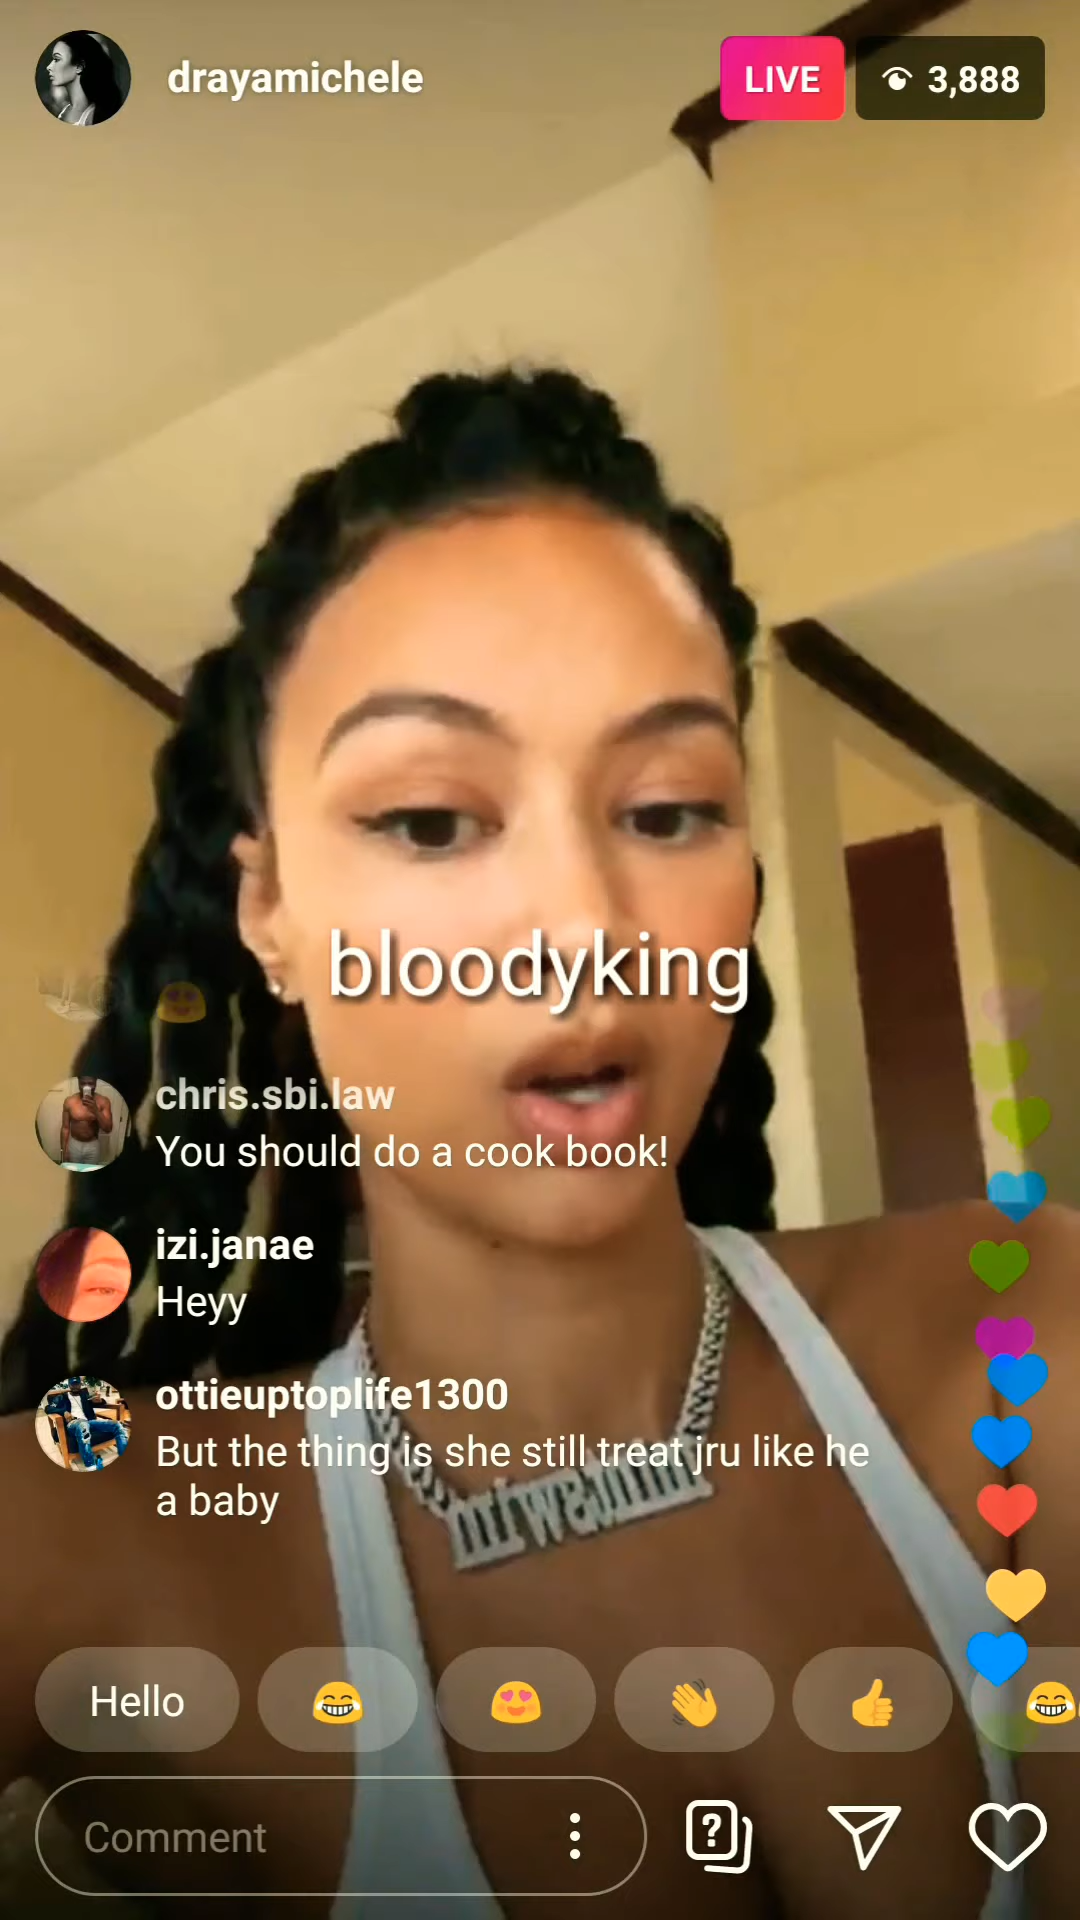 drayamichele
LIVE
3,888
bloodyking
chris.sbi.law
You should do a cook book!
izi.janae
Heyy
ottieuptoplife1300
But the thing is she still treat jru like he
a baby
Hello
Comment
?